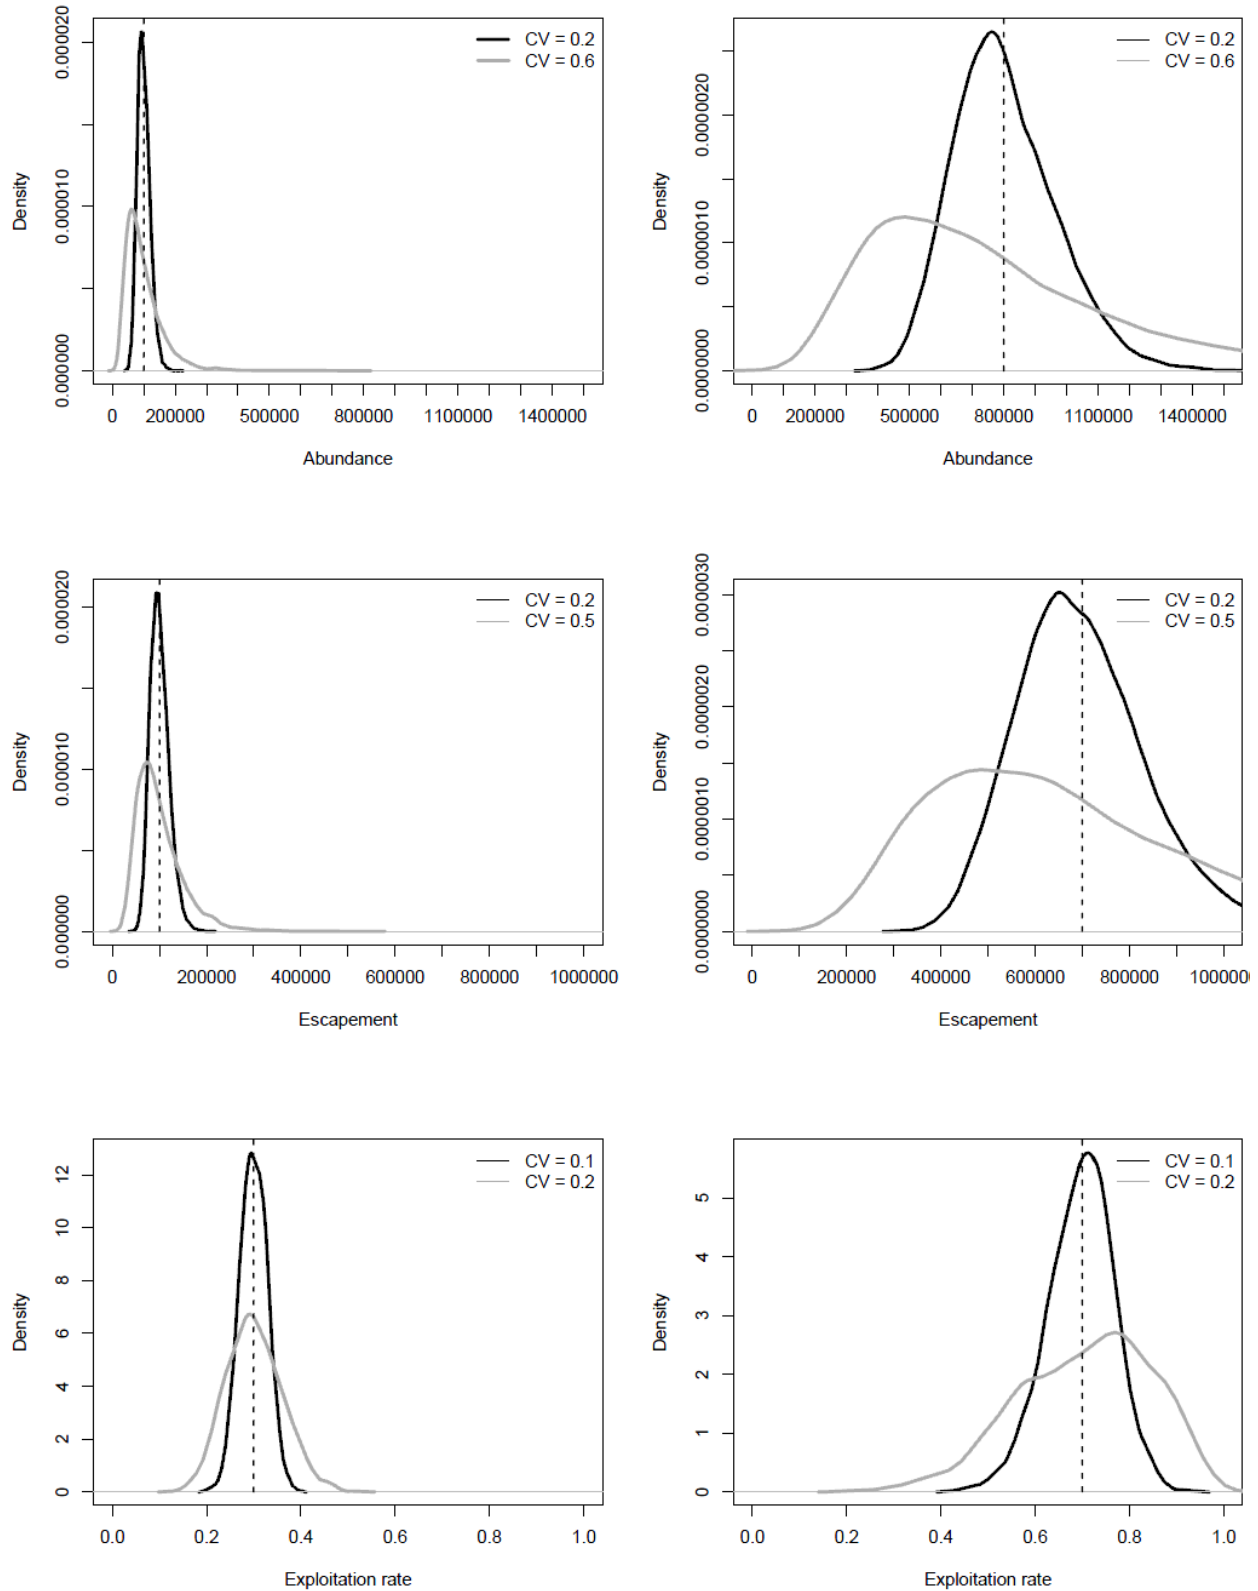 CV = 0.2
CV = 0.6
Density
0.000000 0.000010 0.000020
0 200000 500000 800000 1100000 1400000
Abundance
CV = 0.2
CV = 0.6
Density
0.0000000 0.0000010 0.0000020
0 200000 500000 800000 1100000 1400000
Abundance
CV = 0.2
CV = 0.5
Density
0.000000 0.000010 0.000020
0 200000 400000 600000 800000 1000000
Escapement
CV = 0.2
CV = 0.5
Density
0.0000000 0.0000010 0.0000020 0.0000030
0 200000 400000 600000 800000 1000000
Escapement
CV = 0.1
CV = 0.2
Density
0 2 4 6 8 10 12
0.0 0.2 0.4 0.6 0.8 1.0
Exploitation rate
CV = 0.1
CV = 0.2
Density
0 1 2 3 4 5
0.0 0.2 0.4 0.6 0.8 1.0
Exploitation rate